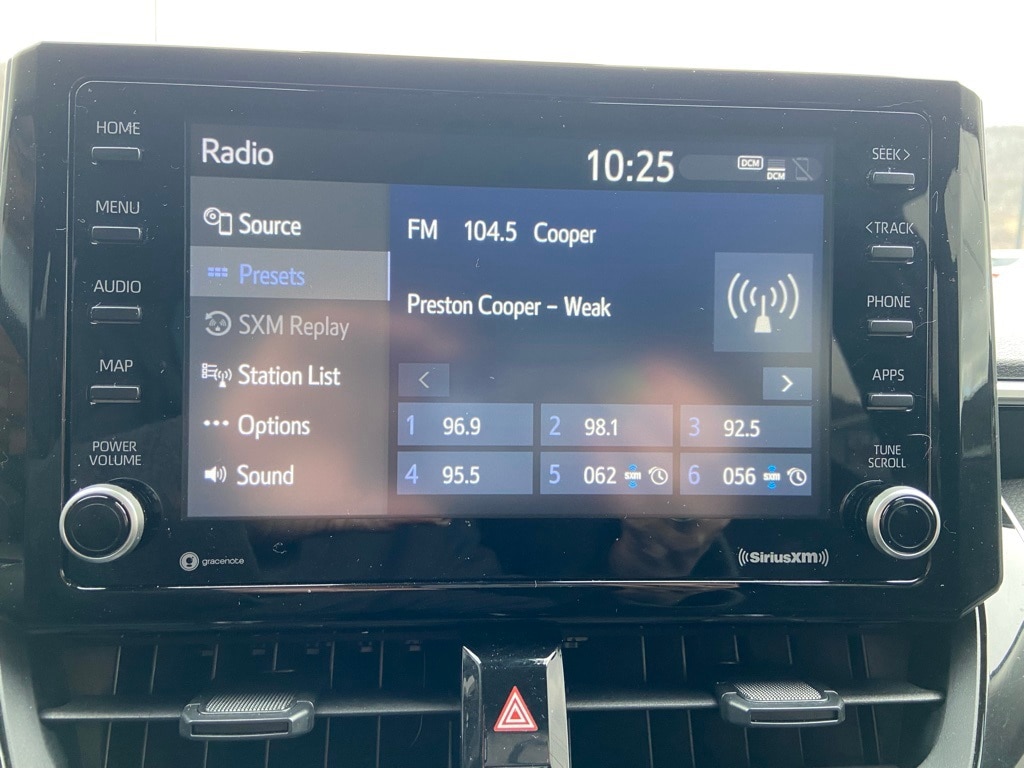 HOME
MENU
AUDIO
MAP
POWER
VOLUME
Radio
10:25
DCM
DCM
Source
Presets
SXM Replay
Station List
Options
Sound
FM 104.5 Cooper
Preston Cooper – Weak
<
>
1 96.9
2 98.1
3 92.5
4 95.5
5 062 sxm
6 056 sxm
SEEK >
< TRACK
PHONE
APPS
TUNE
SCROLL
gracenote
((SiriusXM))